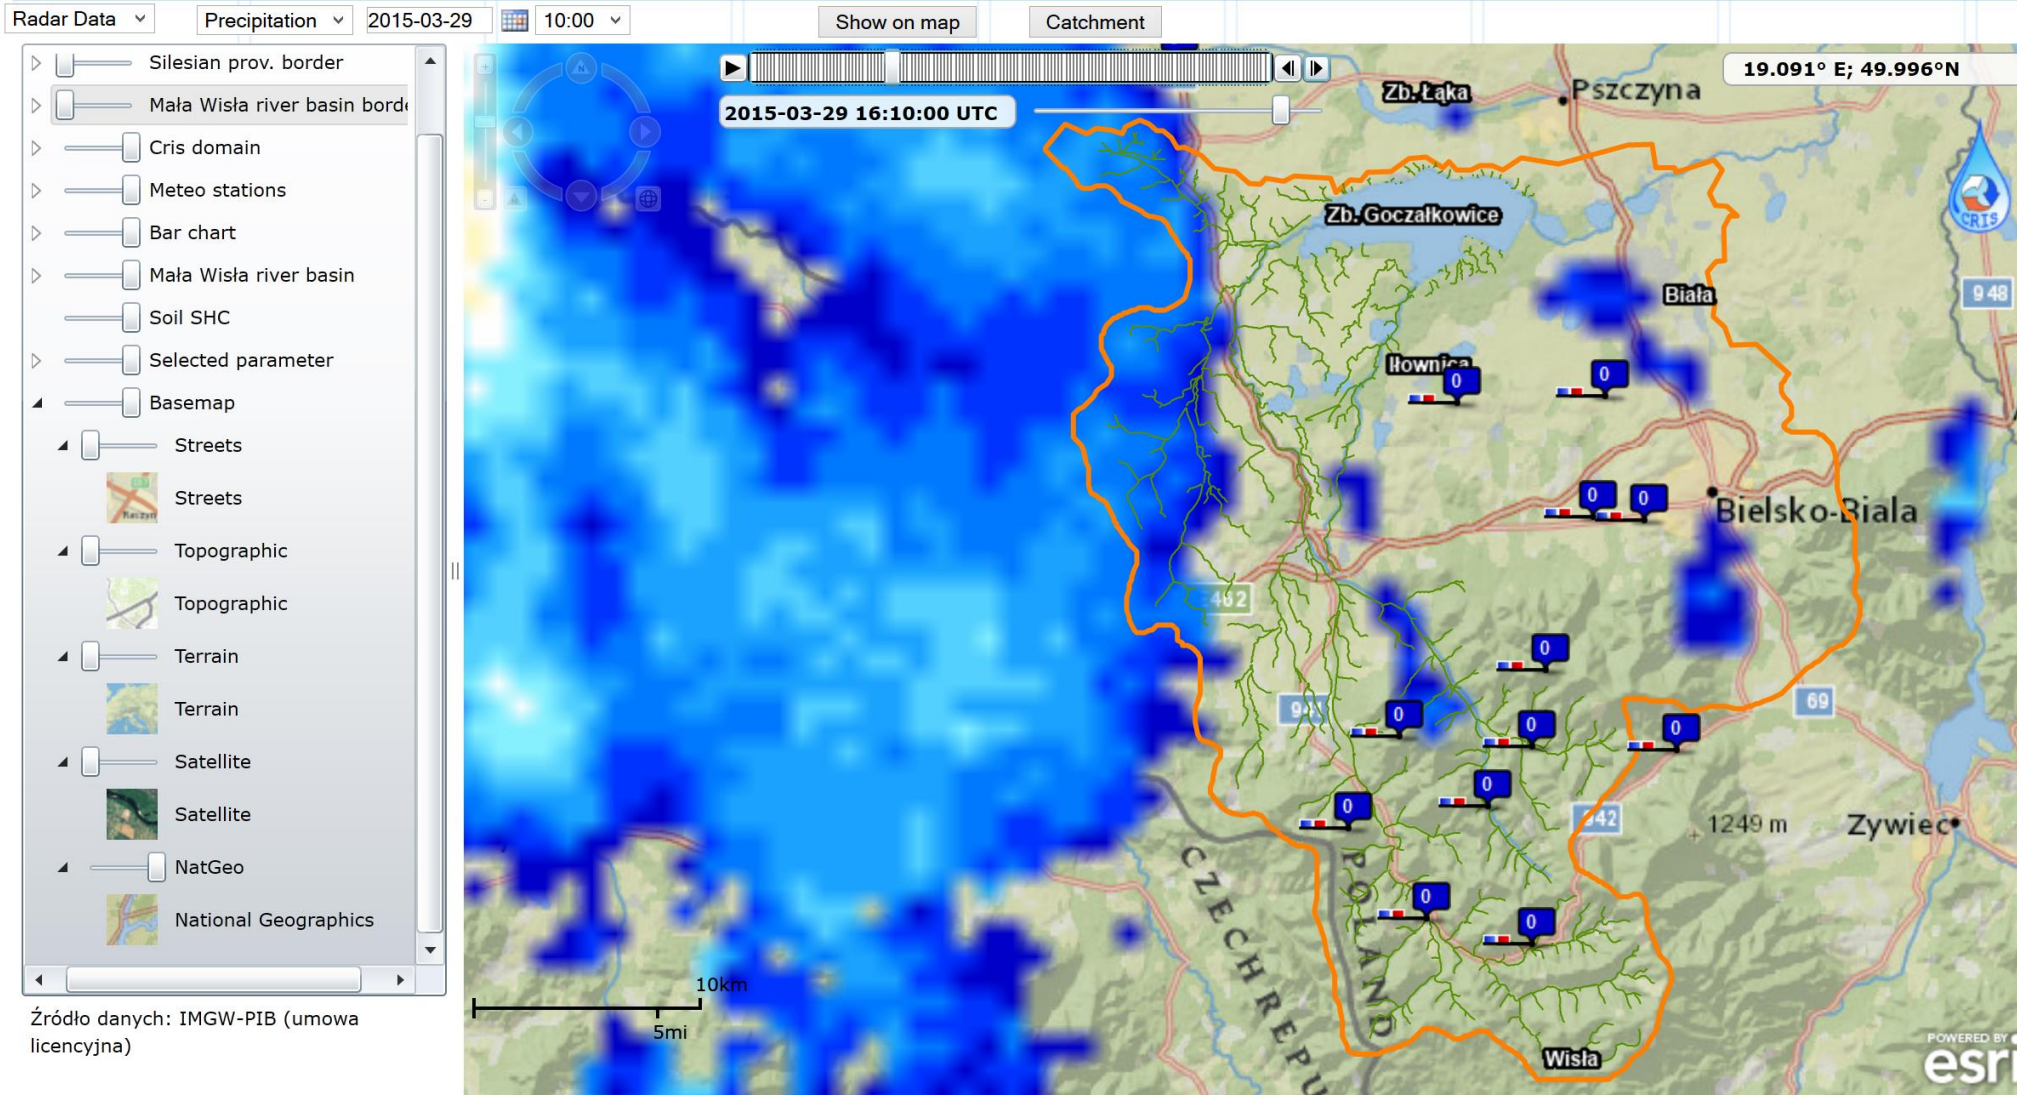 Radar Data
Precipitation
2015-03-29
10:00
Show on map
Catchment
Silesian prov. border
Mała Wisła river basin borde
Cris domain
Meteo stations
Bar chart
Mała Wisła river basin
Soil SHC
Selected parameter
Basemap
Streets
Streets
Topographic
Topographic
Terrain
Terrain
Satellite
Satellite
NatGeo
National Geographics
Źródło danych: IMGW-PIB (umowa
licencyjna)
N
2015-03-29 16:10:00 UTC
19.091° E; 49.996°N
Zb. Łąka
Pszczyna
CRIS
Zb. Goczałkowice
948
Biała
Iłownica
0
0
0
0
Bielsko-Biala
462
0
69
0
0
0
0
0
942
1249 m
Zywiec
0
0
CZECH REPU
POLAND
10km
5mi
Wisła
POWERED BY
esri